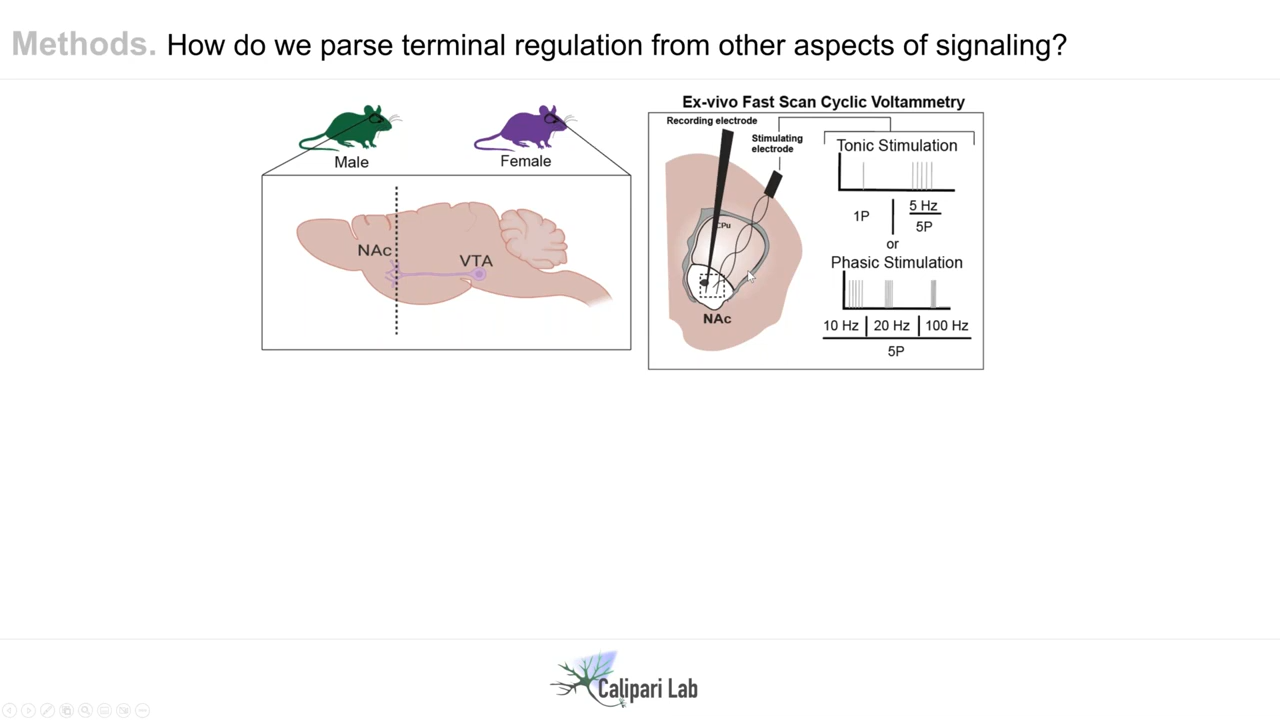 Methods. How do we parse terminal regulation from other aspects of signaling?
Male
Female
NAc
VTA
Ex-vivo Fast Scan Cyclic Voltammetry
Recording electrode
Stimulating
electrode
CPu
NAc
Tonic Stimulation
1P
5 Hz
5P
or
Phasic Stimulation
10 Hz 20 Hz 100 Hz
5P
Calipari Lab